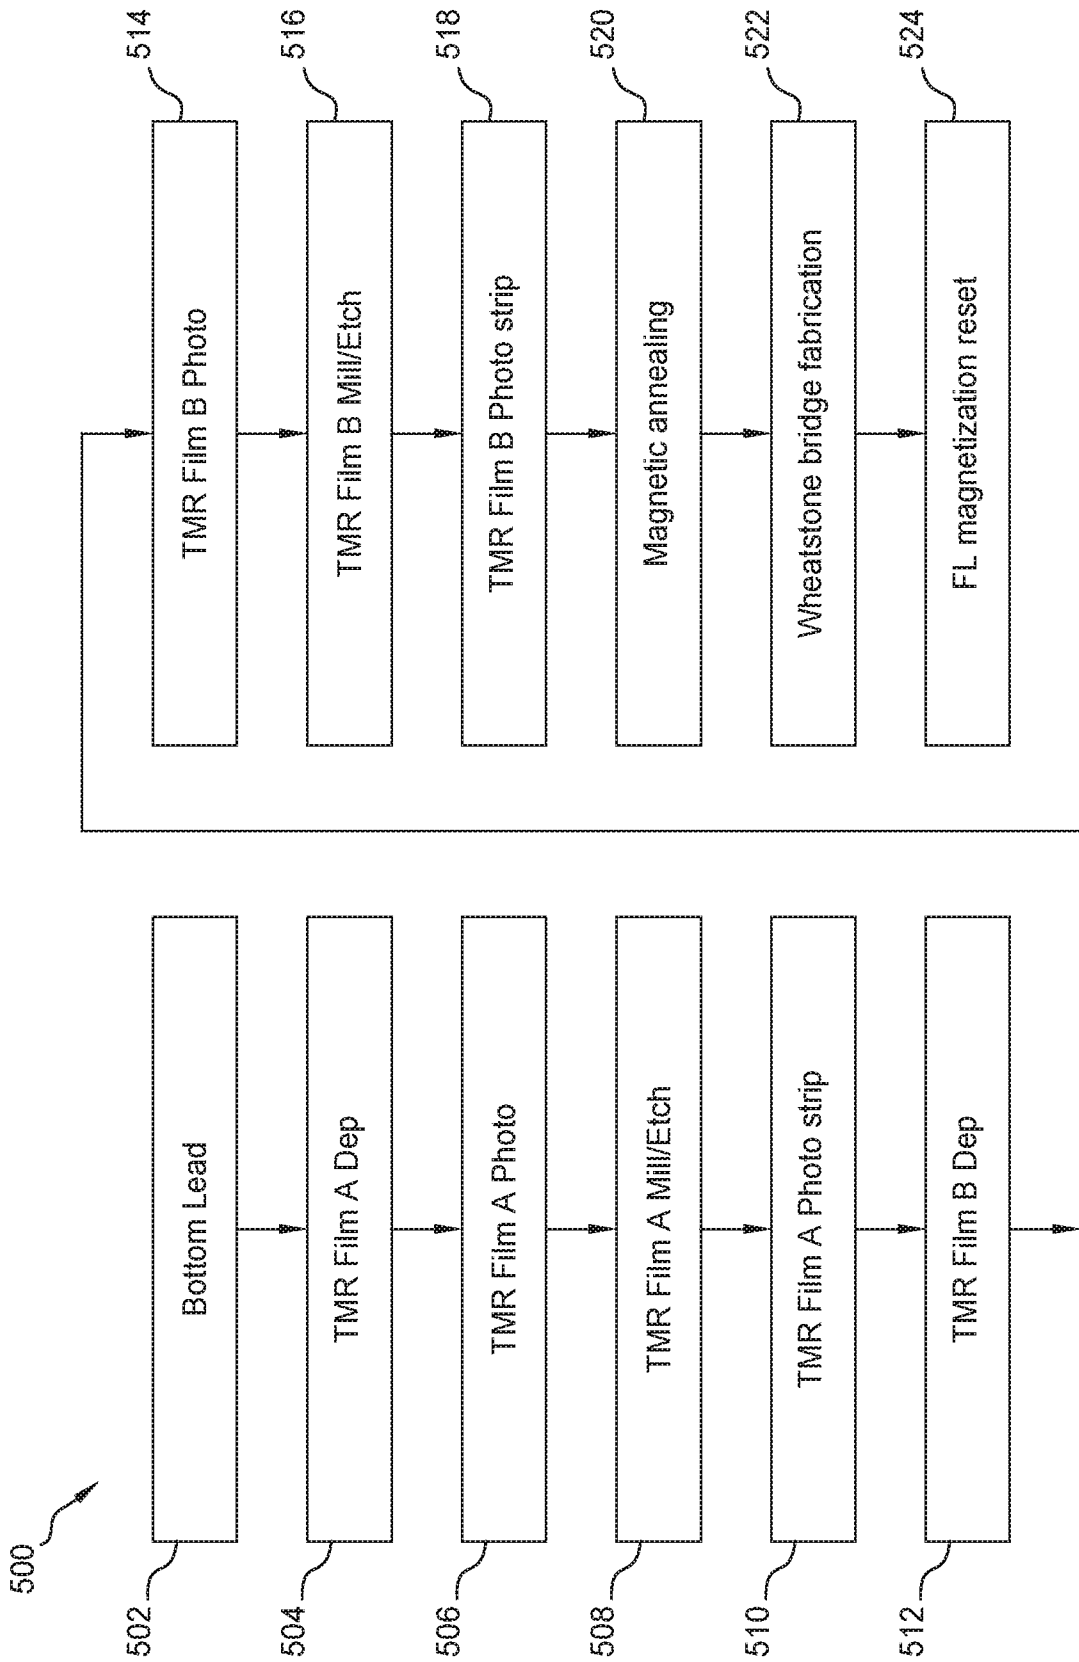 500
502
Bottom Lead
504
TMR Film A Dep
506
TMR Film A Photo
508
TMR Film A Mill/Etch
510
TMR Film A Photo strip
512
TMR Film B Dep
514
TMR Film B Photo
516
TMR Film B Mill/Etch
518
TMR Film B Photo strip
520
Magnetic annealing
522
Wheatstone bridge fabrication
524
FL magnetization reset